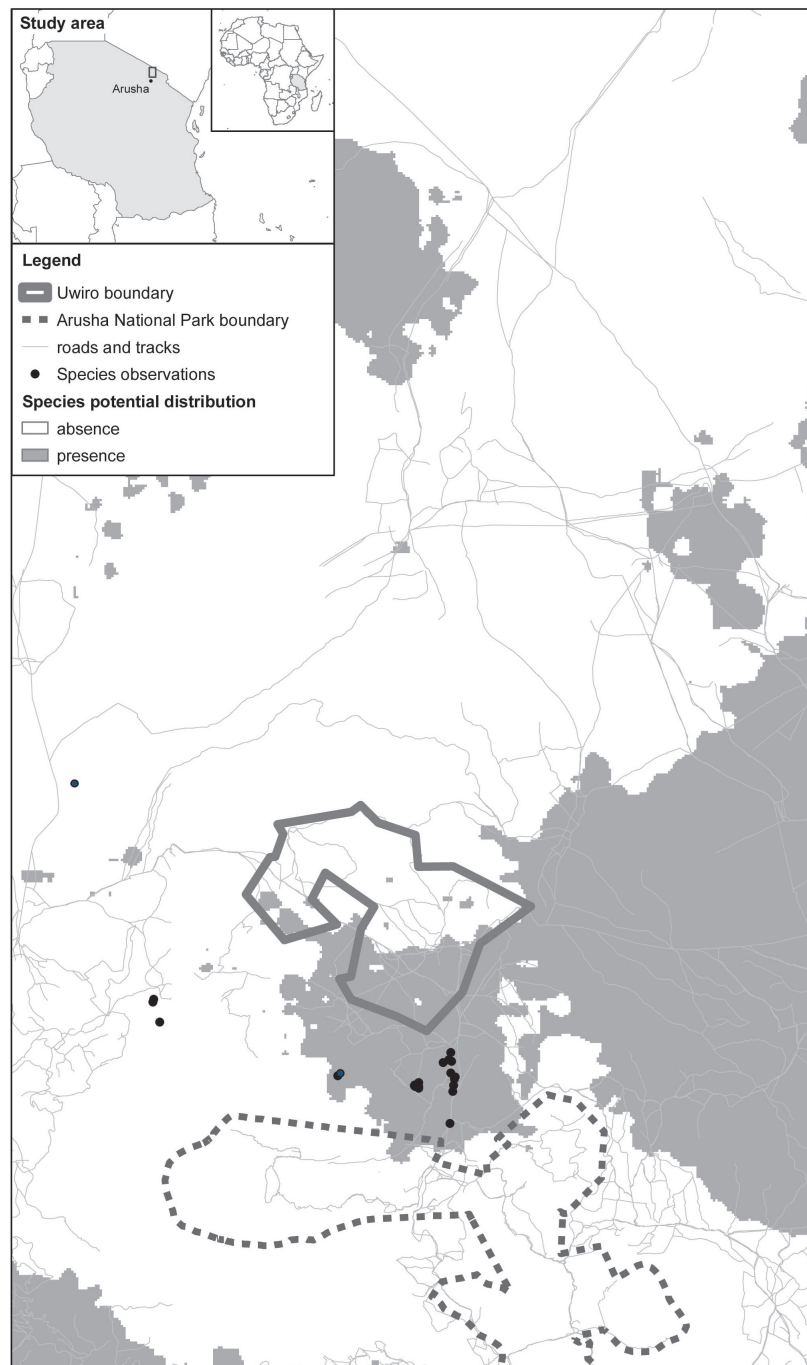 Study area
Arusha
Legend
Uwiro boundary
Arusha National Park boundary
roads and tracks
Species observations
Species potential distribution
absence
presence